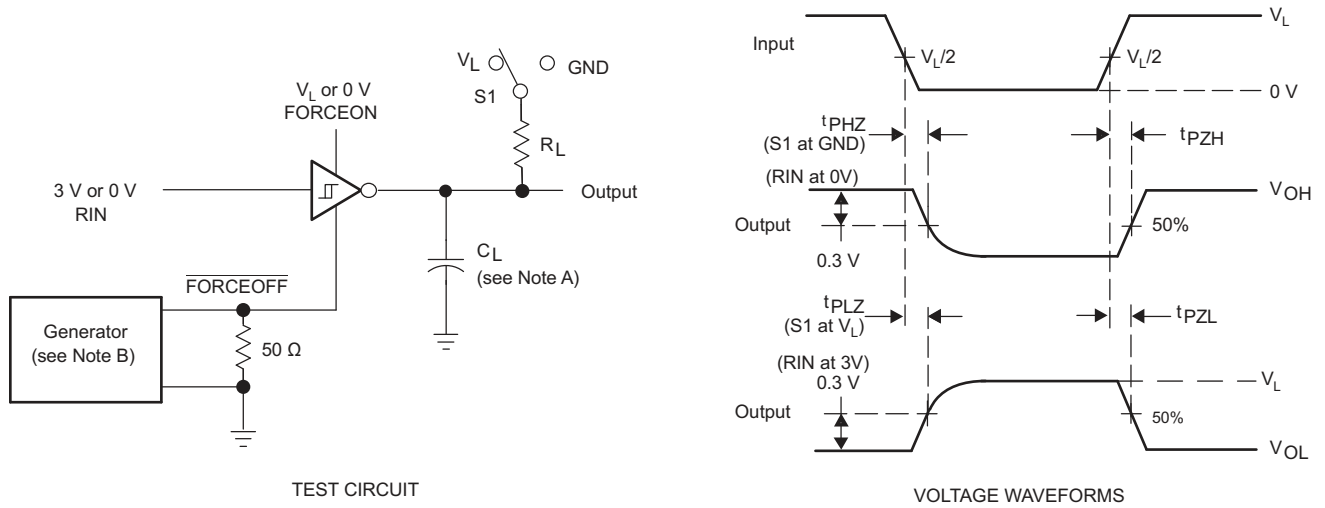 V_L or 0 V
FORCEON
V_L
GND
S1
R_L
3 V or 0 V
RIN
Output
C_L
(see Note A)
FORCEOFF
Generator
(see Note B)
50 Ω
TEST CIRCUIT
Input
V_L
V_L/2
V_L/2
0 V
t_PHZ
(S1 at GND)
t_PZH
(RIN at 0V)
V_OH
Output
50%
0.3 V
t_PLZ
(S1 at V_L)
t_PZL
(RIN at 3V)
0.3 V
V_L
Output
50%
V_OL
VOLTAGE WAVEFORMS